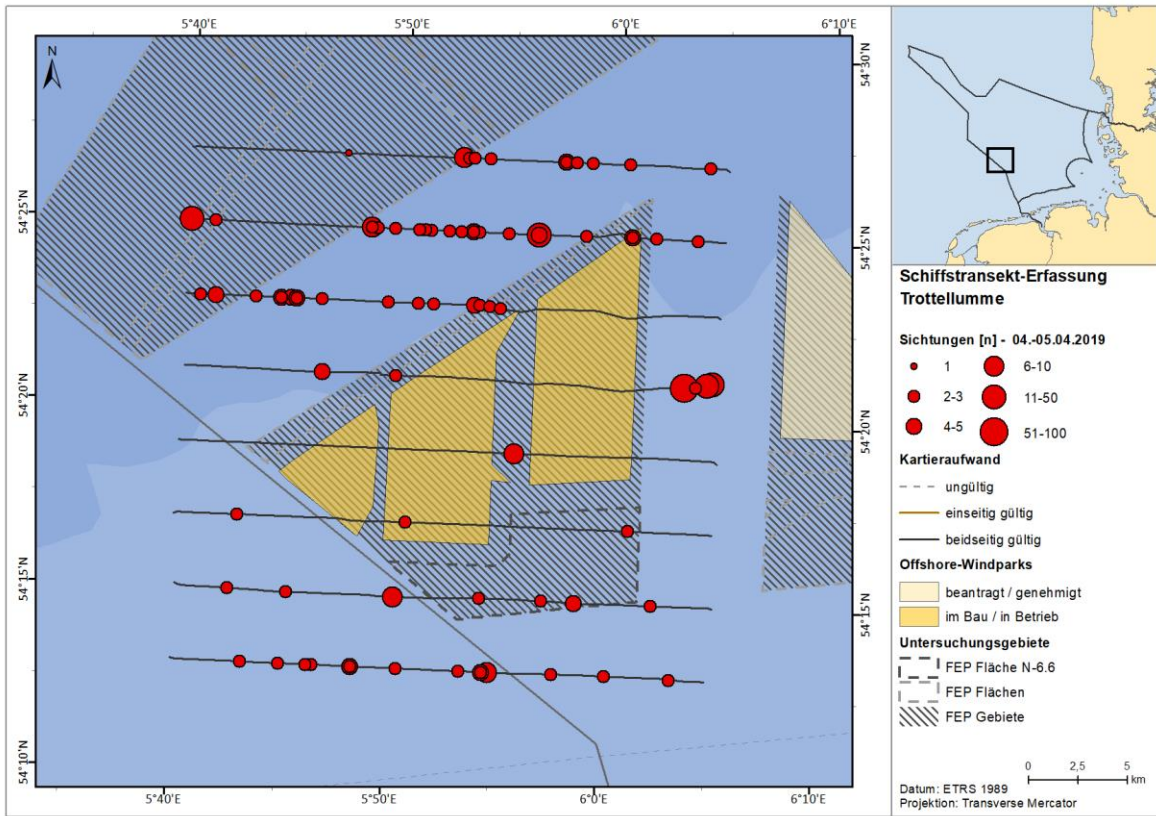 5°40'E 5°50'E 6°0'E 6°10'E
N
54°30'N
54°25'N
54°25'N
54°20'N
54°20'N
54°15'N
54°15'N
54°10'N
5°40'E 5°50'E 6°0'E 6°10'E
Schiffstransekt-Erfassung
Trottellumme
Sichtungen [n] - 04.-05.04.2019
1 6-10
2-3 11-50
4-5 51-100
Kartieraufwand
ungültig
einseitig gültig
beidseitig gültig
Offshore-Windparks
beantragt / genehmigt
im Bau / in Betrieb
Untersuchungsgebiete
FEP Fläche N-6.6
FEP Flächen
FEP Gebiete
0 2,5 5
km
Datum: ETRS 1989
Projektion: Transverse Mercator